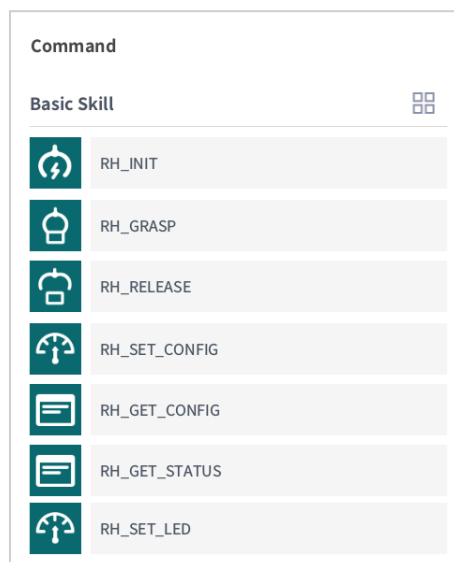 Command
Basic Skill
RH_INIT
RH_GRASP
RH_RELEASE
RH_SET_CONFIG
RH_GET_CONFIG
RH_GET_STATUS
RH_SET_LED